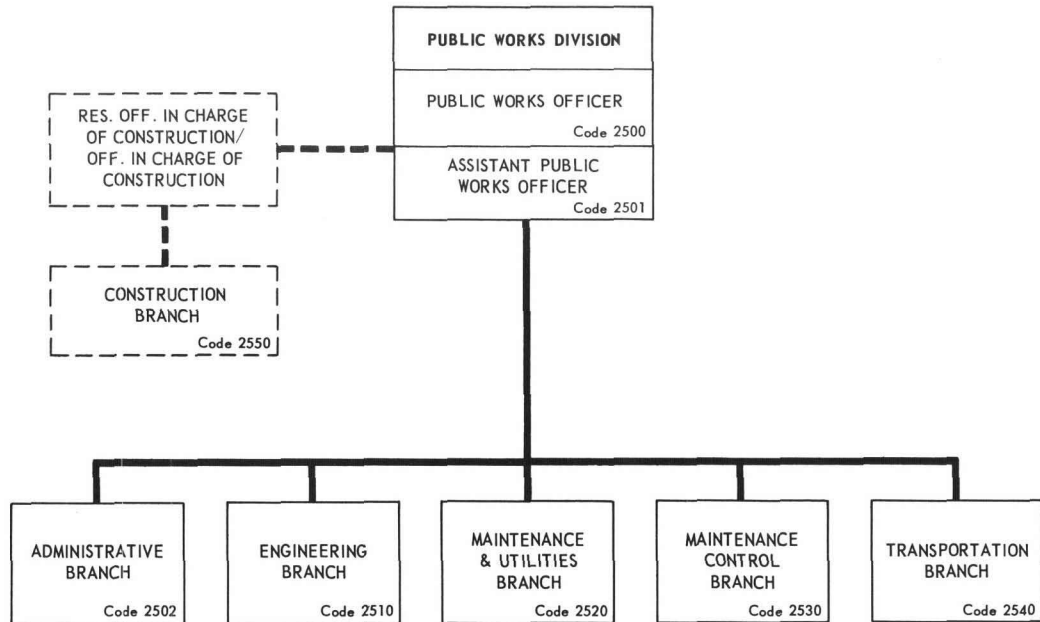 PUBLIC WORKS DIVISION
PUBLIC WORKS OFFICER
Code 2500
ASSISTANT PUBLIC
WORKS OFFICER
Code 2501
RES. OFF. IN CHARGE
OF CONSTRUCTION/
OFF. IN CHARGE OF
CONSTRUCTION
CONSTRUCTION
BRANCH
Code 2550
ADMINISTRATIVE
BRANCH
Code 2502
ENGINEERING
BRANCH
Code 2510
MAINTENANCE
& UTILITIES
BRANCH
Code 2520
MAINTENANCE
CONTROL
BRANCH
Code 2530
TRANSPORTATION
BRANCH
Code 2540